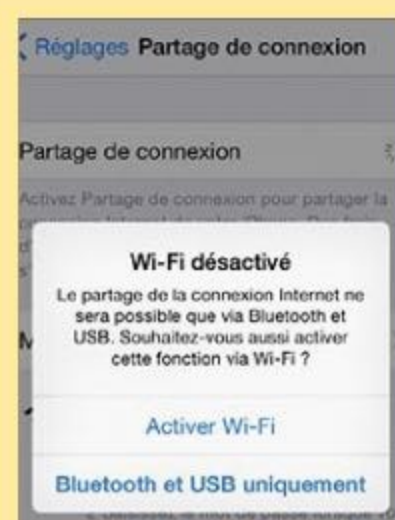 Réglages Partage de connexion
Partage de connexion
Activez Partage de connexion pour partager la
Wi-Fi désactivé
Le partage de la connexion Internet ne
sera possible que via Bluetooth et
USB. Souhaitez-vous aussi activer
cette fonction via Wi-Fi ?
Activer Wi-Fi
Bluetooth et USB uniquement